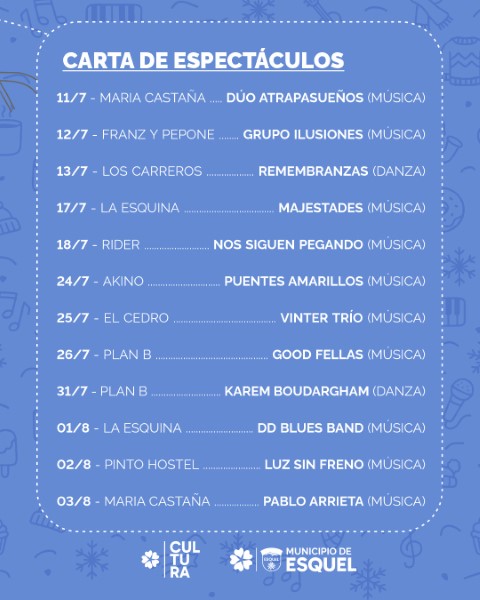 CARTA DE ESPECTÁCULOS
11/7 - MARIA CASTAÑA ..... DÚO ATRAPASUEÑOS (MÚSICA)
12/7 - FRANZ Y PEPONE ........ GRUPO ILUSIONES (MÚSICA)
13/7 - LOS CARREROS .................. REMEMBRANZAS (DANZA)
17/7 - LA ESQUINA .................................. MAJESTADES (MÚSICA)
18/7 - RIDER ........................ NOS SIGUEN PEGANDO (MÚSICA)
24/7 - AKINO ........................... PUENTES AMARILLOS (MÚSICA)
25/7 - EL CEDRO ...................................... VINTER TRÍO (MÚSICA)
26/7 - PLAN B .......................................... GOOD FELLAS (MÚSICA)
31/7 - PLAN B .......................... KAREM BOUDARGHAM (DANZA)
01/8 - LA ESQUINA ......................... DD BLUES BAND (MÚSICA)
02/8 - PINTO HOSTEL ..................... LUZ SIN FRENO (MÚSICA)
03/8 - MARIA CASTAÑA ................. PABLO ARRIETA (MÚSICA)
CUL
TU
RA
ESQUEL
MUNICIPIO DE
ESQUEL